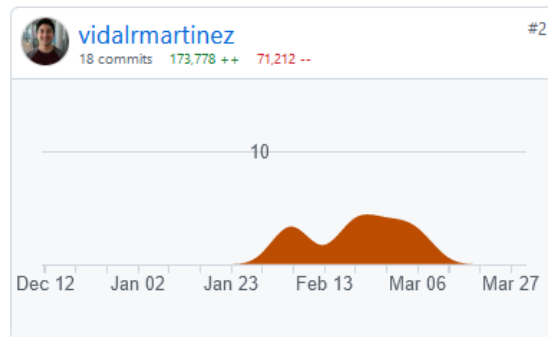 vidalrmartinez
#2
18 commits 173,778 ++ 71,212 --
10
Dec 12 Jan 02 Jan 23 Feb 13 Mar 06 Mar 27